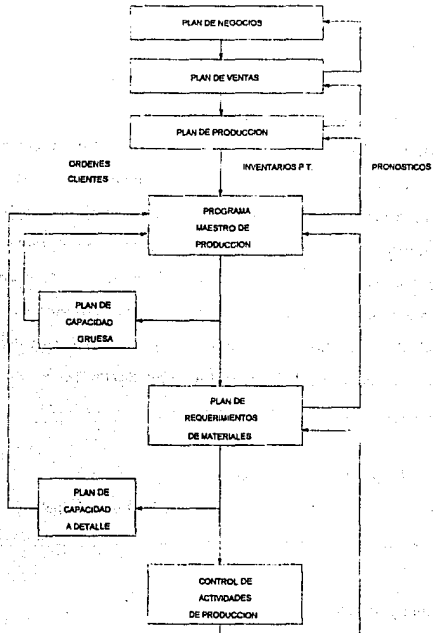 PLAN DE NEGOCIOS
PLAN DE VENTAS
PLAN DE PRODUCCION
ORDENES
CLIENTES
INVENTARIOS P T.
PRONOSTICOS
PROGRAMA
MAESTRO DE
PRODUCCION
PLAN DE
CAPACIDAD
GRUESA
PLAN DE
REQUERIMIENTOS
DE MATERIALES
PLAN DE
CAPACIDAD
A DETALLE
CONTROL DE
ACTIVIDADES
DE PRODUCCION